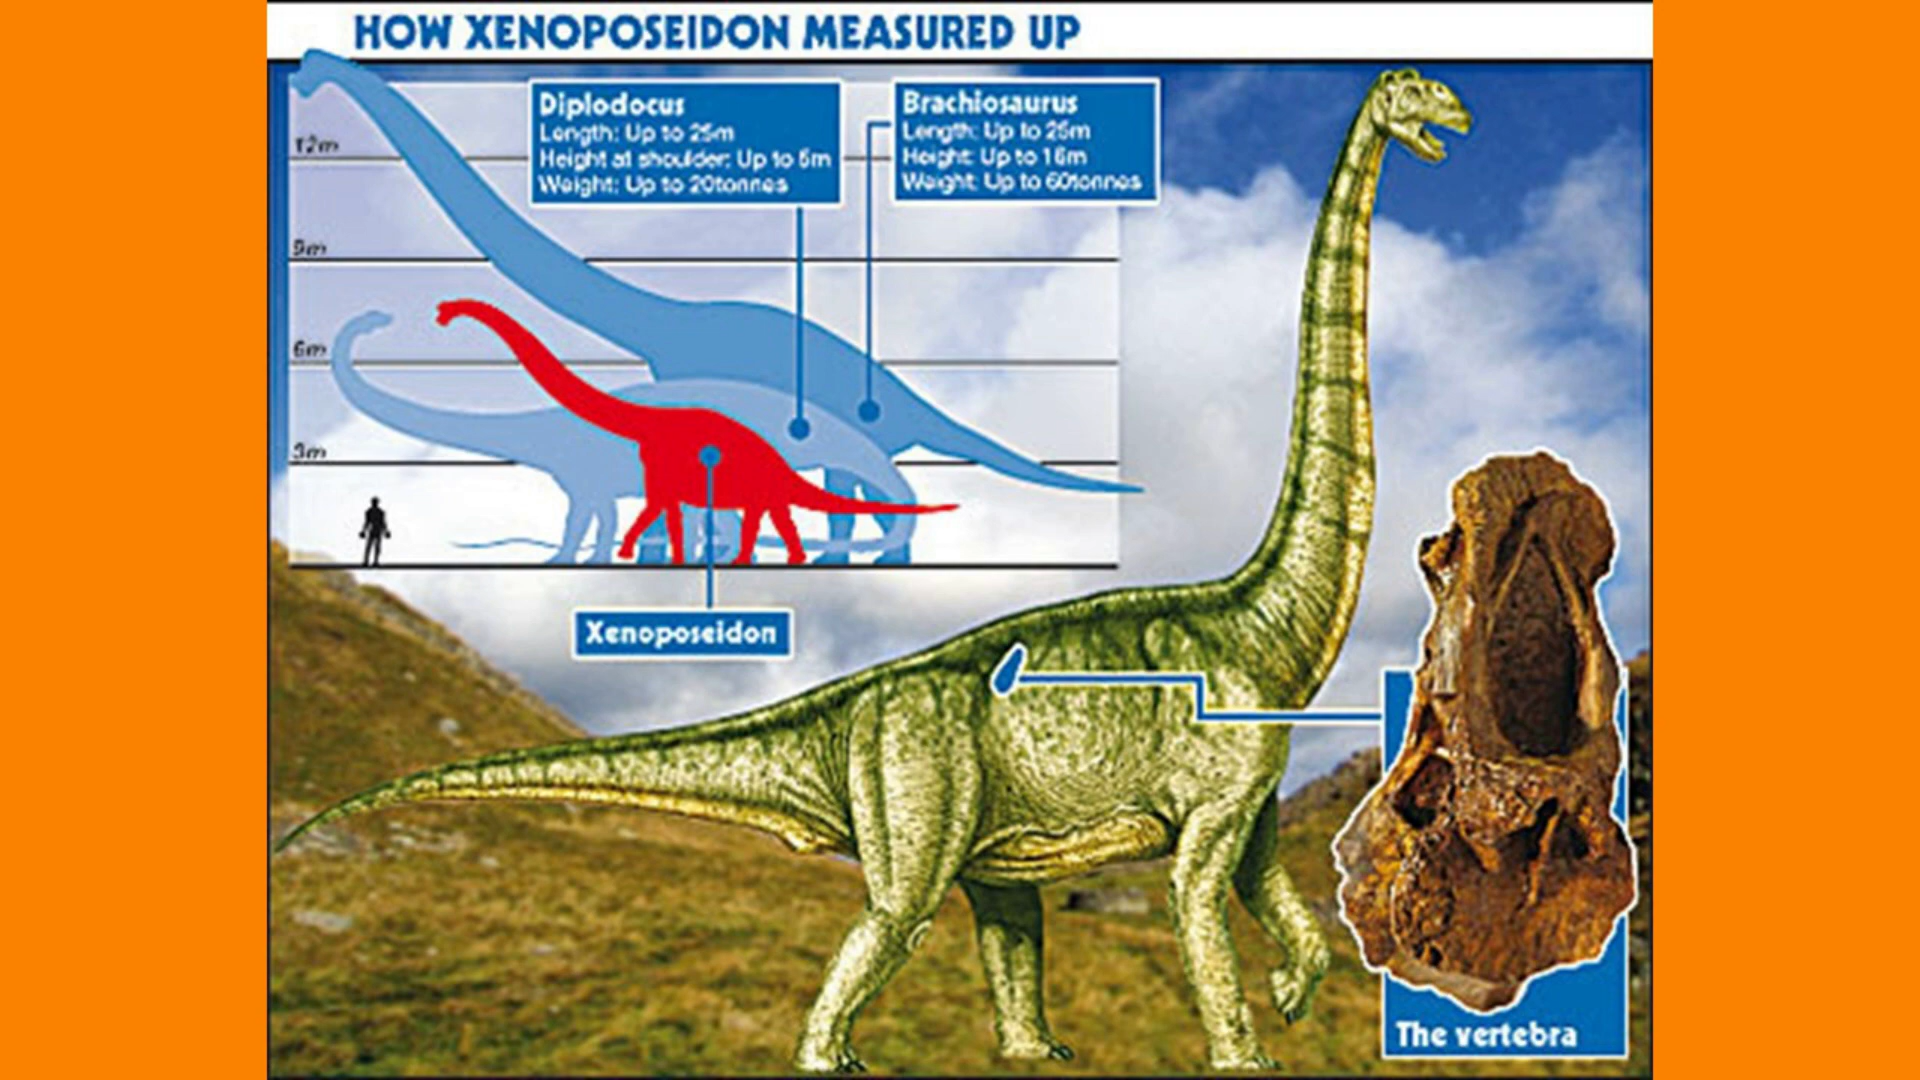 HOW XENOPOSEIDON MEASURED UP
Diplodocus
Length: Up to 25m
Height at shoulder: Up to 5m
Weight: Up to 20tonnes
Brachiosaurus
Length: Up to 25m
Height: Up to 16m
Weight: Up to 60tonnes
12m
9m
6m
3m
Xenoposeidon
The vertebra